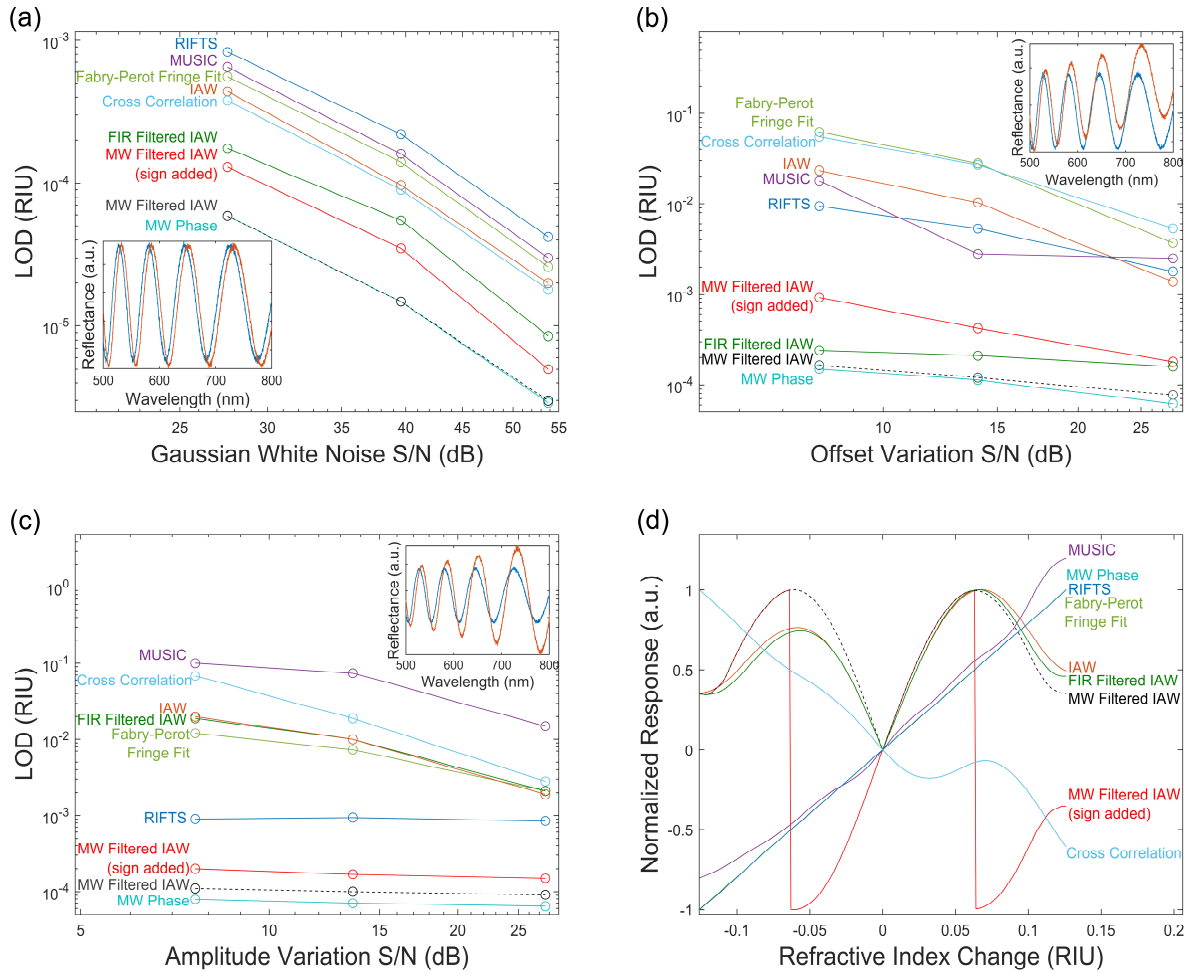 (a)
10^-3
10^-4
10^-5
LOD (RIU)
RIFTS
MUSIC
Fabry-Perot Fringe Fit
IAW
Cross Correlation
FIR Filtered IAW
MW Filtered IAW
(sign added)
MW Filtered IAW
MW Phase
Reflectance (a.u.)
500 600 700 800
Wavelength (nm)
25 30 35 40 45 50 55
Gaussian White Noise S/N (dB)
(b)
10^-1
10^-2
10^-3
10^-4
LOD (RIU)
Fabry-Perot
Fringe Fit
Cross Correlation
IAW
MUSIC
RIFTS
MW Filtered IAW
(sign added)
FIR Filtered IAW
MW Filtered IAW
MW Phase
Reflectance (a.u.)
500 600 700 800
Wavelength (nm)
10 15 20 25
Offset Variation S/N (dB)
(c)
10^0
10^-1
10^-2
10^-3
10^-4
LOD (RIU)
MUSIC
Cross Correlation
IAW
FIR Filtered IAW
Fabry-Perot
Fringe Fit
RIFTS
MW Filtered IAW
(sign added)
MW Filtered IAW
MW Phase
Reflectance (a.u.)
500 600 700 800
Wavelength (nm)
5 10 15 20 25
Amplitude Variation S/N (dB)
(d)
1
0.5
0
-0.5
-1
Normalized Response (a.u.)
MUSIC
MW Phase
RIFTS
Fabry-Perot
Fringe Fit
IAW
FIR Filtered IAW
MW Filtered IAW
MW Filtered IAW
(sign added)
Cross Correlation
-0.1 -0.05 0 0.05 0.1 0.15 0.2
Refractive Index Change (RIU)